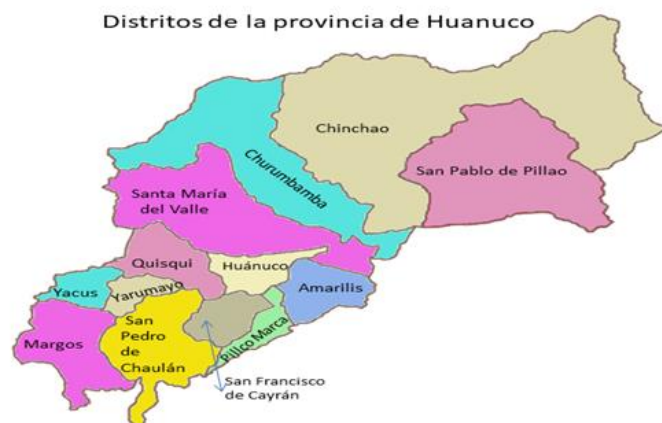 Distritos de la provincia de Huanuco
Chinchao
Churumbamba
San Pablo de Pillao
Santa María
del Valle
Quisqui
Huánuco
Yacus
Yarumayo
Amarilis
San
Pedro
de
Chaulán
Margos
Pillco Marca
San Francisco
de Cayrán